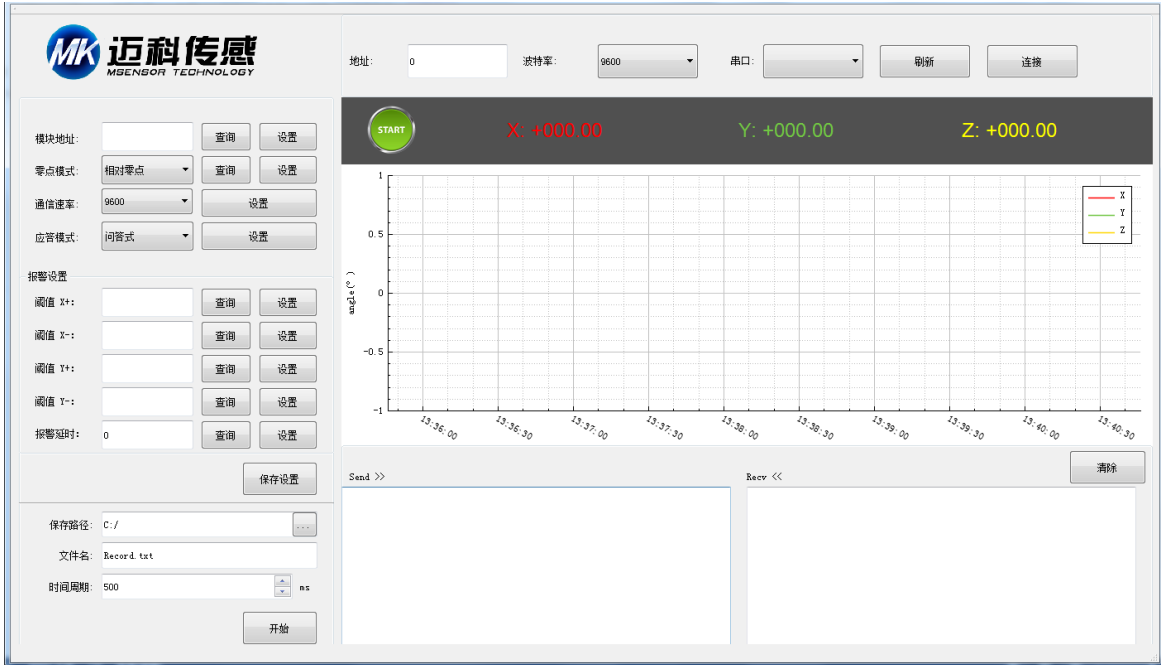 MK 迈科传感
MSENSOR TECHNOLOGY
地址: 0 波特率: 9600 串口: 刷新 连接
START X: +000.00 Y: +000.00 Z: +000.00
模块地址: 查询 设置
零点模式: 相对零点 查询 设置
通信速率: 9600 设置
应答模式: 问答式 设置
报警设置
阈值 X+: 查询 设置
阈值 X-: 查询 设置
阈值 Y+: 查询 设置
阈值 Y-: 查询 设置
报警延时: 0 查询 设置
保存设置
保存路径: C:/ ...
文件名: Record.txt
时间周期: 500 ms
开始
1
0.5
0
-0.5
-1
angle(°)
X
Y
Z
13:36:00 13:36:30 13:37:00 13:37:30 13:38:00 13:38:30 13:39:00 13:39:30 13:40:00 13:40:30
清除
Send >>
Recv <<